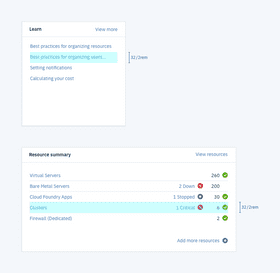 Learn View more
Best practices for organizing resources
Best practices for organizing users...
Setting notifications
Calculating your cost
32/2rem
Resource summary View resources
Virtual Servers 260
Bare Metal Servers 2 Down 200
Cloud Foundry Apps 1 Stopped 30
Clusters 1 Critical 6
Firewall (Dedicated) 2
32/2rem
Add more resources